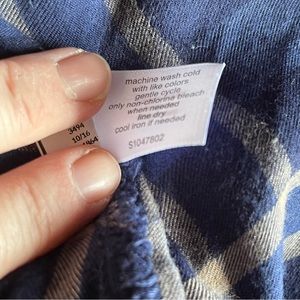 machine wash cold
with like colors
gentle cycle
only non-chlorine bleach
when needed
line dry
cool iron if needed
S1047802
3494
10/16